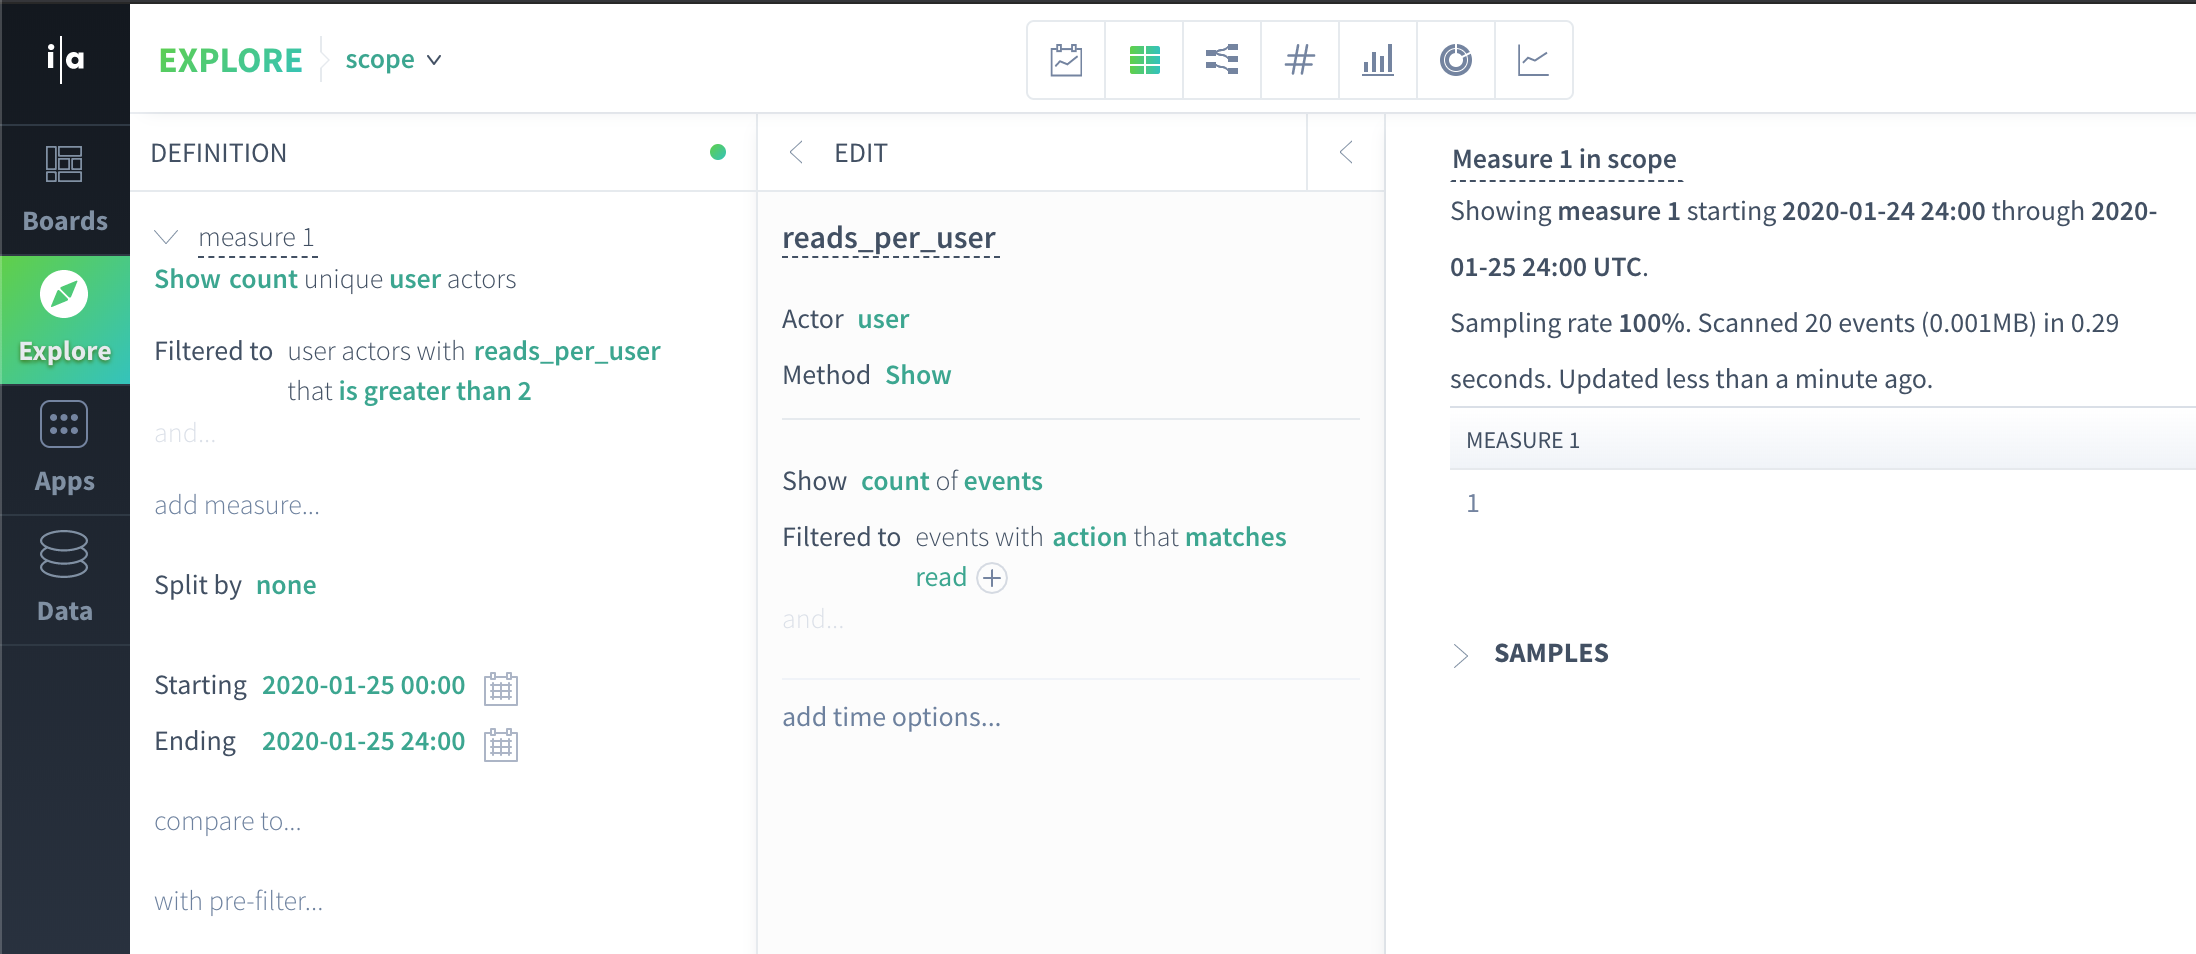 i|a
EXPLORE
scope
Boards
Explore
Apps
Data
DEFINITION
measure 1
Show count unique user actors
Filtered to user actors with reads_per_user
that is greater than 2
and...
add measure...
Split by none
Starting 2020-01-25 00:00
Ending 2020-01-25 24:00
compare to...
with pre-filter...
EDIT
reads_per_user
Actor user
Method Show
Show count of events
Filtered to events with action that matches
read
and...
add time options...
Measure 1 in scope
Showing measure 1 starting 2020-01-24 24:00 through 2020-
01-25 24:00 UTC.
Sampling rate 100%. Scanned 20 events (0.001MB) in 0.29
seconds. Updated less than a minute ago.
MEASURE 1
1
SAMPLES